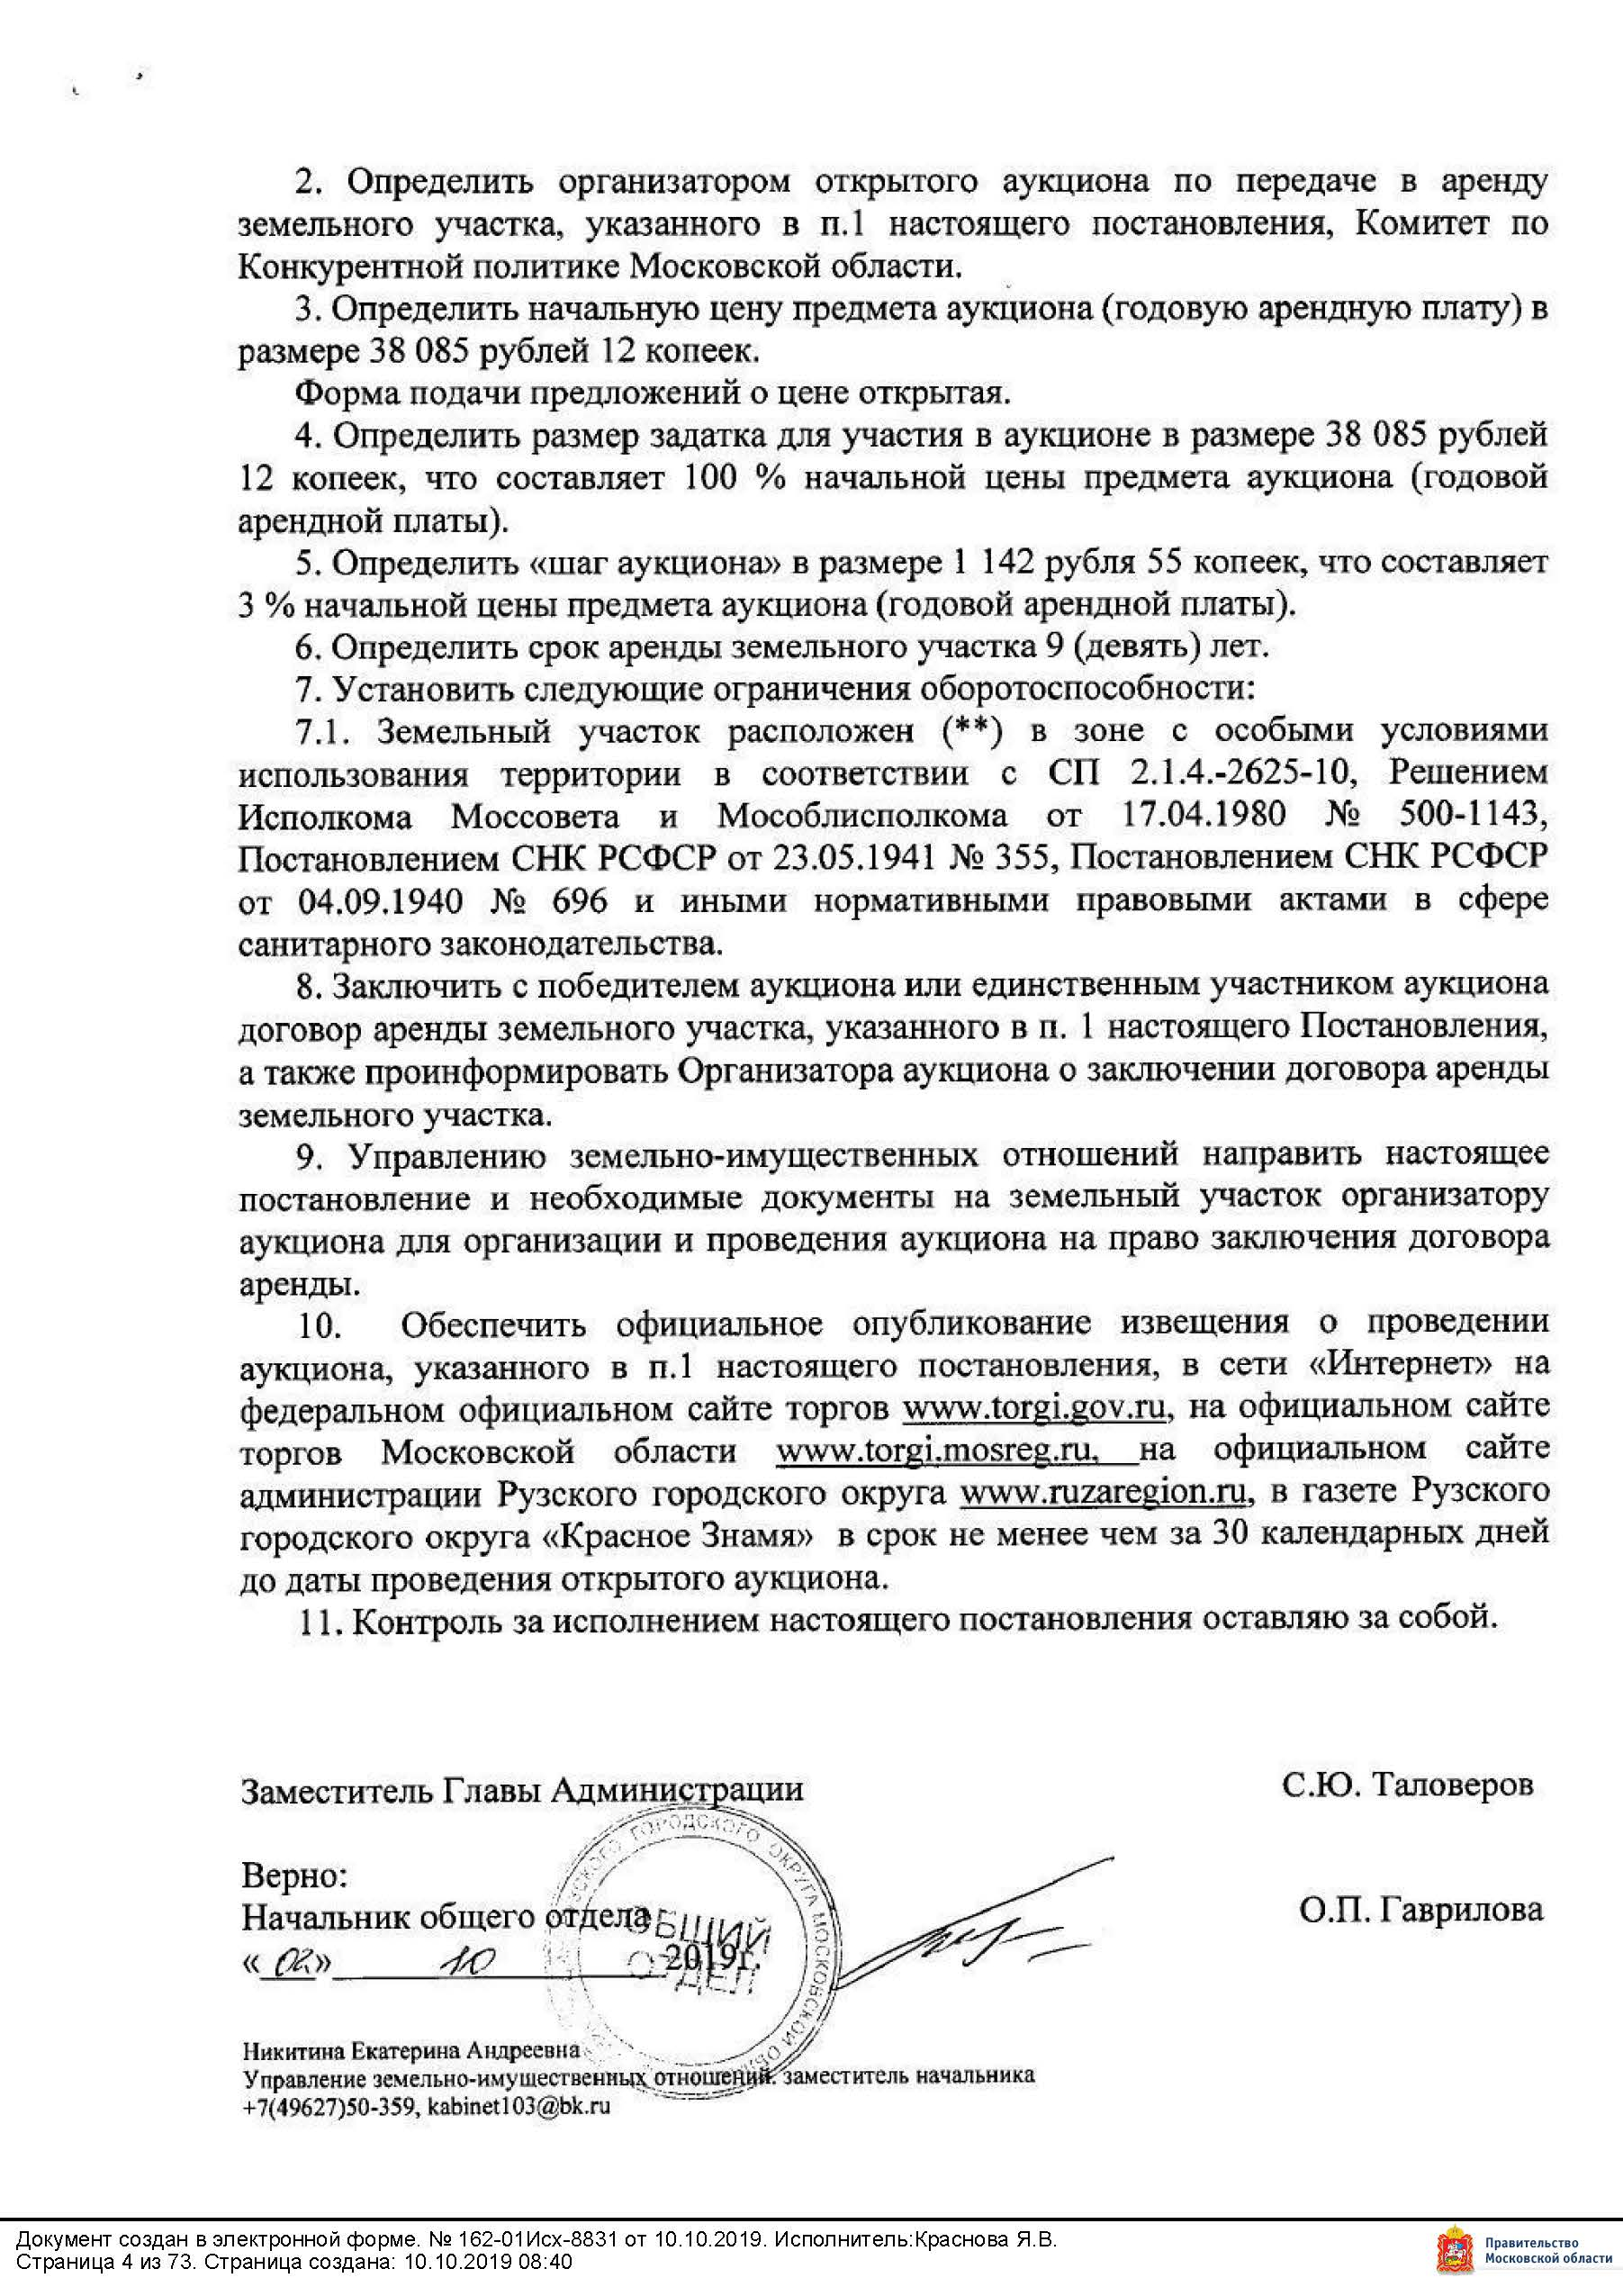 2. Определить организатором открытого аукциона по передаче в аренду
земельного участка, указанного в п.1 настоящего постановления, Комитет по
Конкурентной политике Московской области.
3. Определить начальную цену предмета аукциона (годовую арендную плату) в
размере 38 085 рублей 12 копеек.
Форма подачи предложений о цене открытая.
4. Определить размер задатка для участия в аукционе в размере 38 085 рублей
12 копеек, что составляет 100 % начальной цены предмета аукциона (годовой
арендной платы).
5. Определить «шаг аукциона» в размере 1 142 рубля 55 копеек, что составляет
3 % начальной цены предмета аукциона (годовой арендной платы).
6. Определить срок аренды земельного участка 9 (девять) лет.
7. Установить следующие ограничения оборотоспособности:
7.1. Земельный участок расположен (**) в зоне с особыми условиями
использования территории в соответствии с СП 2.1.4.-2625-10, Решением
Исполкома Моссовета и Мособлисполкома от 17.04.1980 № 500-1143,
Постановлением СНК РСФСР от 23.05.1941 № 355, Постановлением СНК РСФСР
от 04.09.1940 № 696 и иными нормативными правовыми актами в сфере
санитарного законодательства.
8. Заключить с победителем аукциона или единственным участником аукциона
договор аренды земельного участка, указанного в п. 1 настоящего Постановления,
а также проинформировать Организатора аукциона о заключении договора аренды
земельного участка.
9. Управлению земельно-имущественных отношений направить настоящее
постановление и необходимые документы на земельный участок организатору
аукциона для организации и проведения аукциона на право заключения договора
аренды.
10. Обеспечить официальное опубликование извещения о проведении
аукциона, указанного в п.1 настоящего постановления, в сети «Интернет» на
федеральном официальном сайте торгов www.torgi.gov.ru, на официальном сайте
торгов Московской области www.torgi.mosreg.ru, на официальном сайте
администрации Рузского городского округа www.ruzaregion.ru, в газете Рузского
городского округа «Красное Знамя» в срок не менее чем за 30 календарных дней
до даты проведения открытого аукциона.
11. Контроль за исполнением настоящего постановления оставляю за собой.
Заместитель Главы Администрации С.Ю. Таловеров
Верно:
Начальник общего отдела О.П. Гаврилова
«02» 10 2019г.
ГОРОДСКОГО ОКРУГА МОСКОВСКОЙ
ОБЩИЙ
ОТДЕЛ
Никитина Екатерина Андреевна
Управление земельно-имущественных отношений, заместитель начальника
+7(49627)50-359, kabinet103@bk.ru
Документ создан в электронной форме. № 162-01Исх-8831 от 10.10.2019. Исполнитель:Краснова Я.В.
Страница 4 из 73. Страница создана: 10.10.2019 08:40
Правительство
Московской области